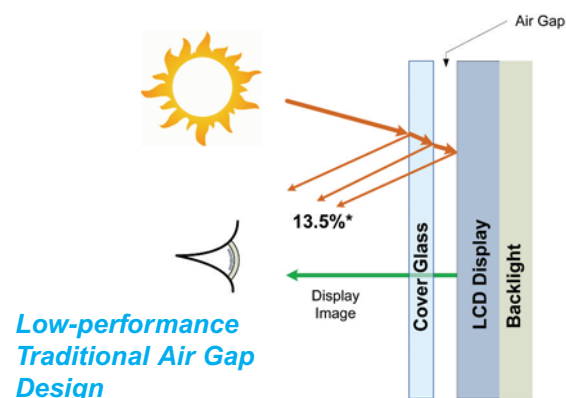 Air Gap
13.5%*
Cover Glass
LCD Display
Backlight
Display
Image
Low-performance
Traditional Air Gap
Design